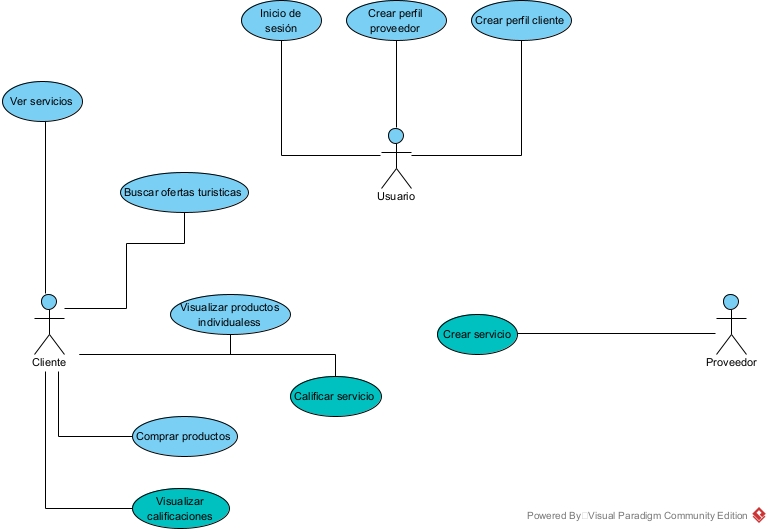 Inicio de
sesión
Crear perfil
proveedor
Crear perfil cliente
Ver servicios
Buscar ofertas turisticas
Usuario
Visualizar productos
individualess
Crear servicio
Cliente
Proveedor
Calificar servicio
Comprar productos
Visualizar
calificaciones
Powered By□Visual Paradigm Community Edition